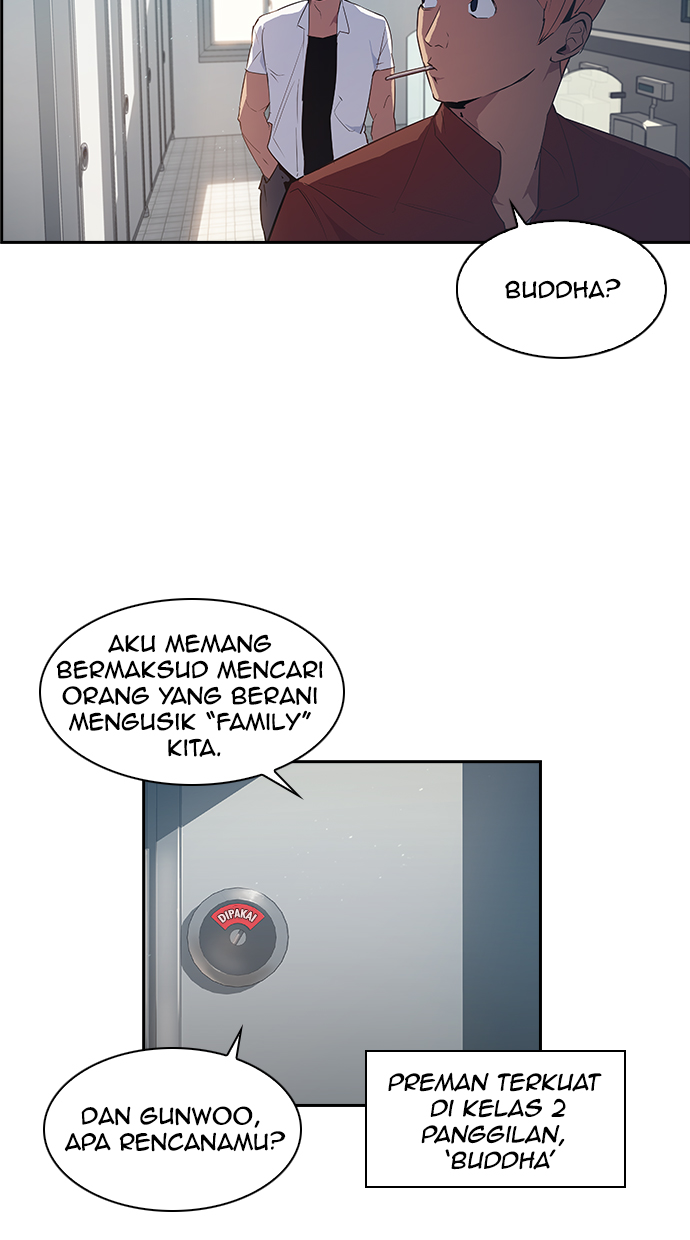 BUDDHA?
AKU MEMANG
BERMAKSUD MENCARI
ORANG YANG BERANI
MENGUSIK “FAMILY”
KITA.
DIPAKAI
DAN GUNWOO,
APA RENCANAMU?
PREMAN TERKUAT
DI KELAS 2
PANGGILAN,
‘BUDDHA’